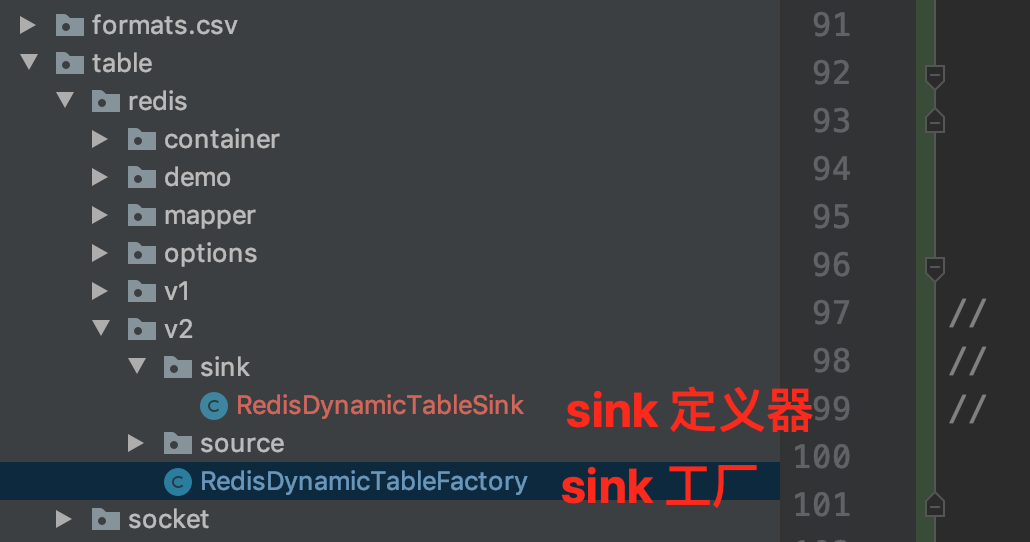 formats.csv
table
redis
container
demo
mapper
options
v1
v2
sink
RedisDynamicTableSink
sink 定义器
source
RedisDynamicTableFactory
sink 工厂
socket
91
92
93
94
95
96
97 //
98 //
99 //
100
101